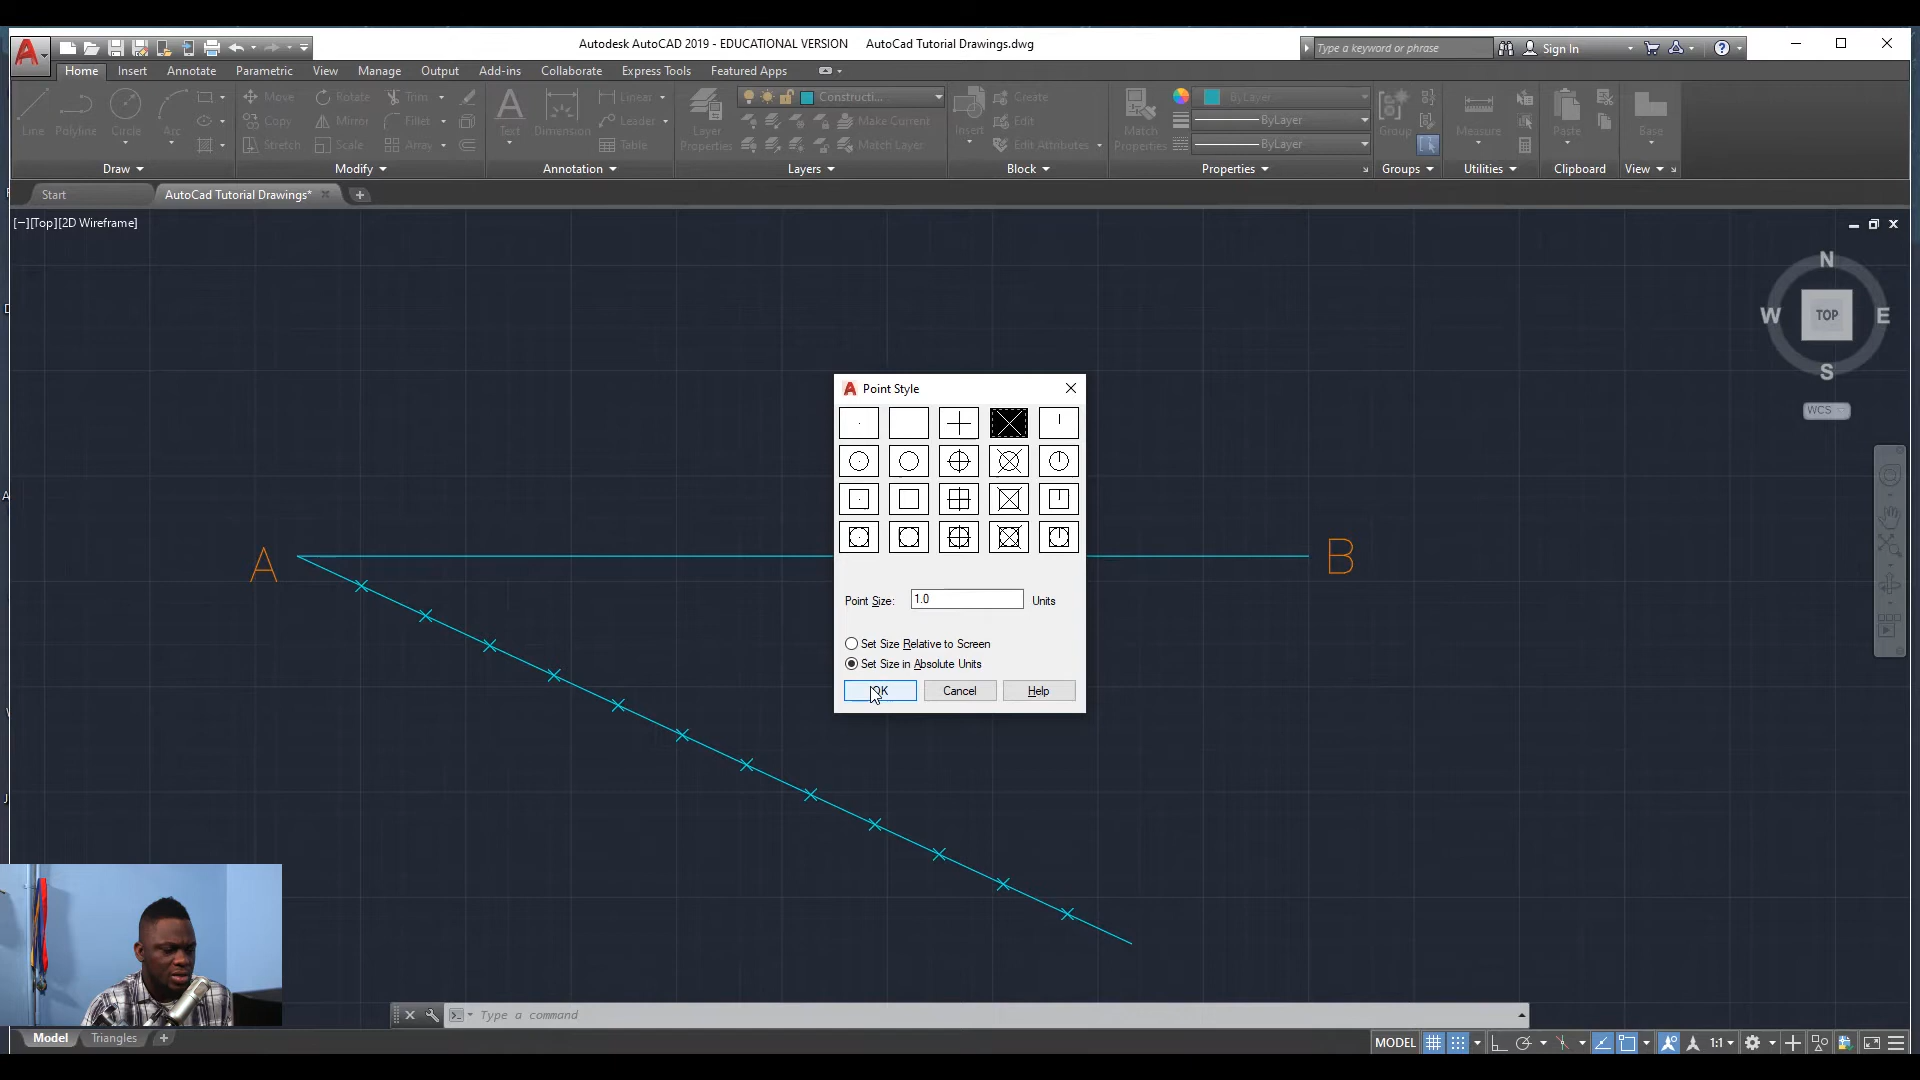 Autodesk AutoCAD 2019 - EDUCATIONAL VERSION AutoCad Tutorial Drawings.dwg
Type a keyword or phrase
Sign In
Home Insert Annotate Parametric View Manage Output Add-ins Collaborate Express Tools Featured Apps
Line Polyline Circle Arc
Move Rotate Trim
Copy Mirror Fillet
Stretch Scale Array
Text Dimension
Linear
Leader
Table
Layer Properties
Constructi...
Make Current
Match Layer
Insert
Create
Edit
Edit Attributes
Match Properties
ByLayer
ByLayer
ByLayer
Group
Measure
Paste
Base
Draw Modify Annotation Layers Block Properties Groups Utilities Clipboard View
Start AutoCad Tutorial Drawings*
[−][Top][2D Wireframe]
N
W TOP E
S
WCS
Point Style
A
B
Point Size: 1.0 Units
Set Size Relative to Screen
Set Size in Absolute Units
OK Cancel Help
Type a command
Model Triangles
MODEL 1:1